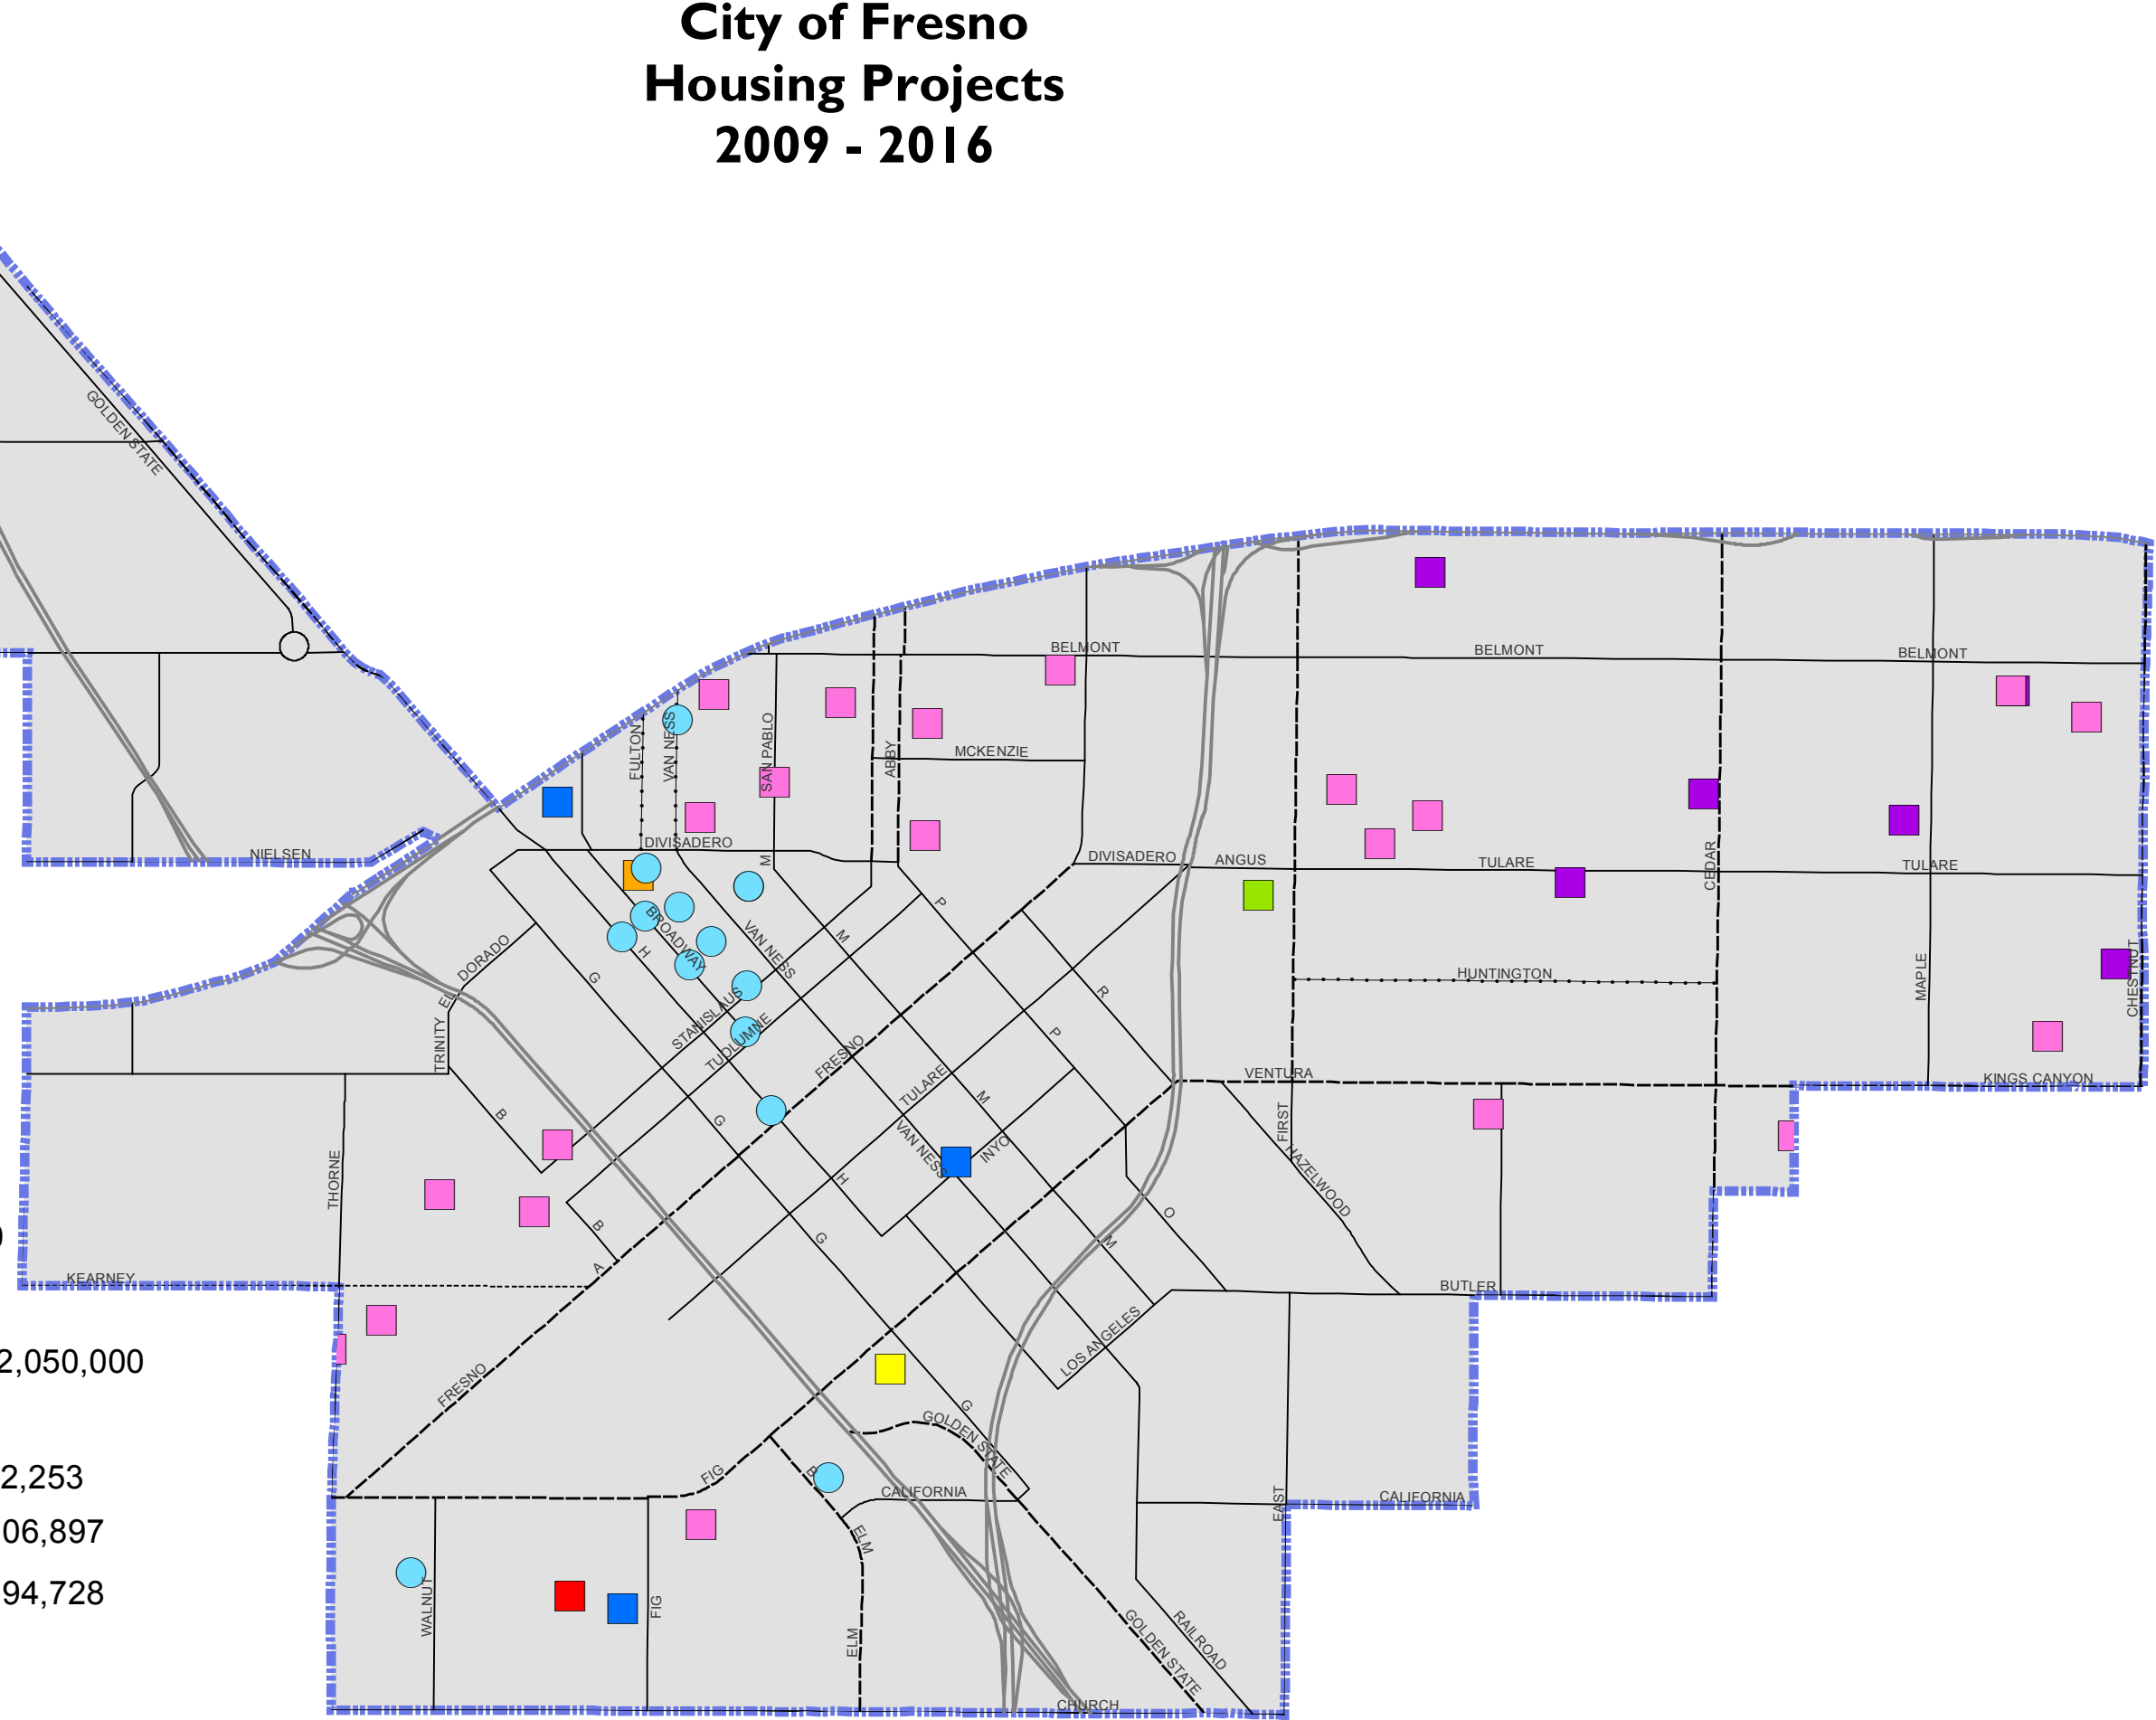 City of Fresno
Housing Projects
2009 - 2016
GOLDEN STATE
BELMONT
BELMONT
BELMONT
FULTON
VAN NESS
SAN PABLO
ABBY
MCKENZIE
NIELSEN
DIVISADERO
M
DIVISADERO
ANGUS
TULARE
CEDAR
TULARE
P
DORADO
EL
TRINITY
BROADWAY
H
G
VAN NESS
M
STANISLAUS
TUOLUMNE
FRESNO
R
P
HUNTINGTON
MAPLE
CHESTNUT
VENTURA
KINGS CANYON
B
G
TULARE
M
VAN NESS
INYO
FIRST
HAZELWOOD
THORNE
H
B
A
G
O
M
KEARNEY
BUTLER
LOS ANGELES
2,050,000
FRESNO
G
GOLDEN STATE
FIG
B
2,253
CALIFORNIA
EAST
CALIFORNIA
06,897
ELM
94,728
WALNUT
FIG
ELM
RAILROAD
GOLDEN STATE
CHURCH